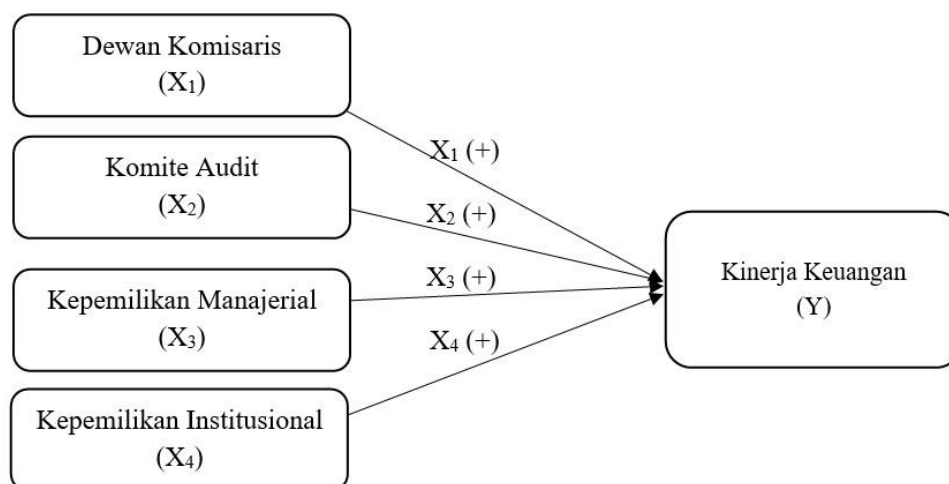 Dewan Komisaris
(X₁)
X₁ (+)
Komite Audit
(X₂)
X₂ (+)
Kepemilikan Manajerial
(X₃)
X₃ (+)
Kepemilikan Institusional
(X₄)
X₄ (+)
Kinerja Keuangan
(Y)